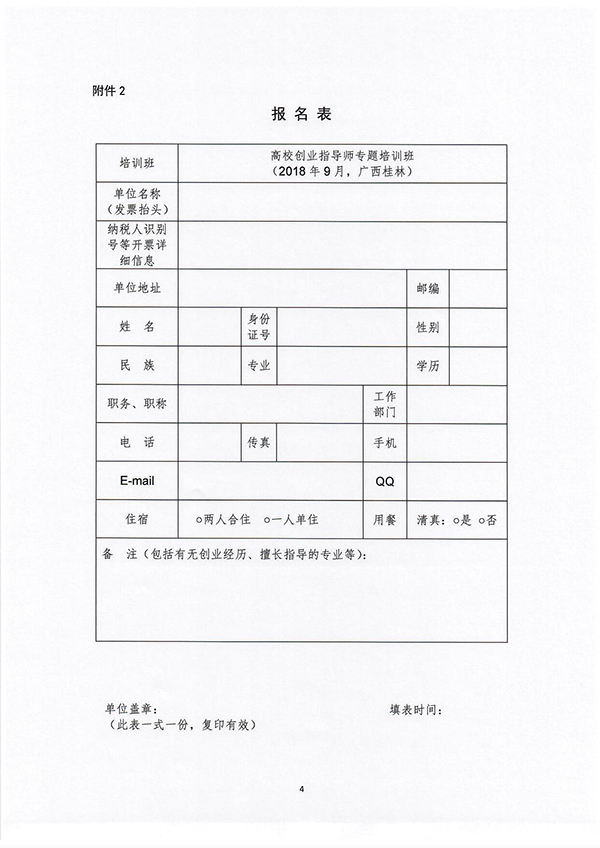 附件2
报 名 表
培训班
高校创业指导师专题培训班
（2018 年 9 月，广西桂林）
单位名称
（发票抬头）
纳税人识别
号等开票详
细信息
单位地址
邮编
姓 名
身份
证号
性别
民 族
专业
学历
职务、职称
工作
部门
电 话
传真
手机
E-mail
QQ
住宿
○两人合住 ○一人单住
用餐
清真：○是 ○否
备 注（包括有无创业经历、擅长指导的专业等）：
单位盖章：
填表时间：
（此表一式一份，复印有效）
4